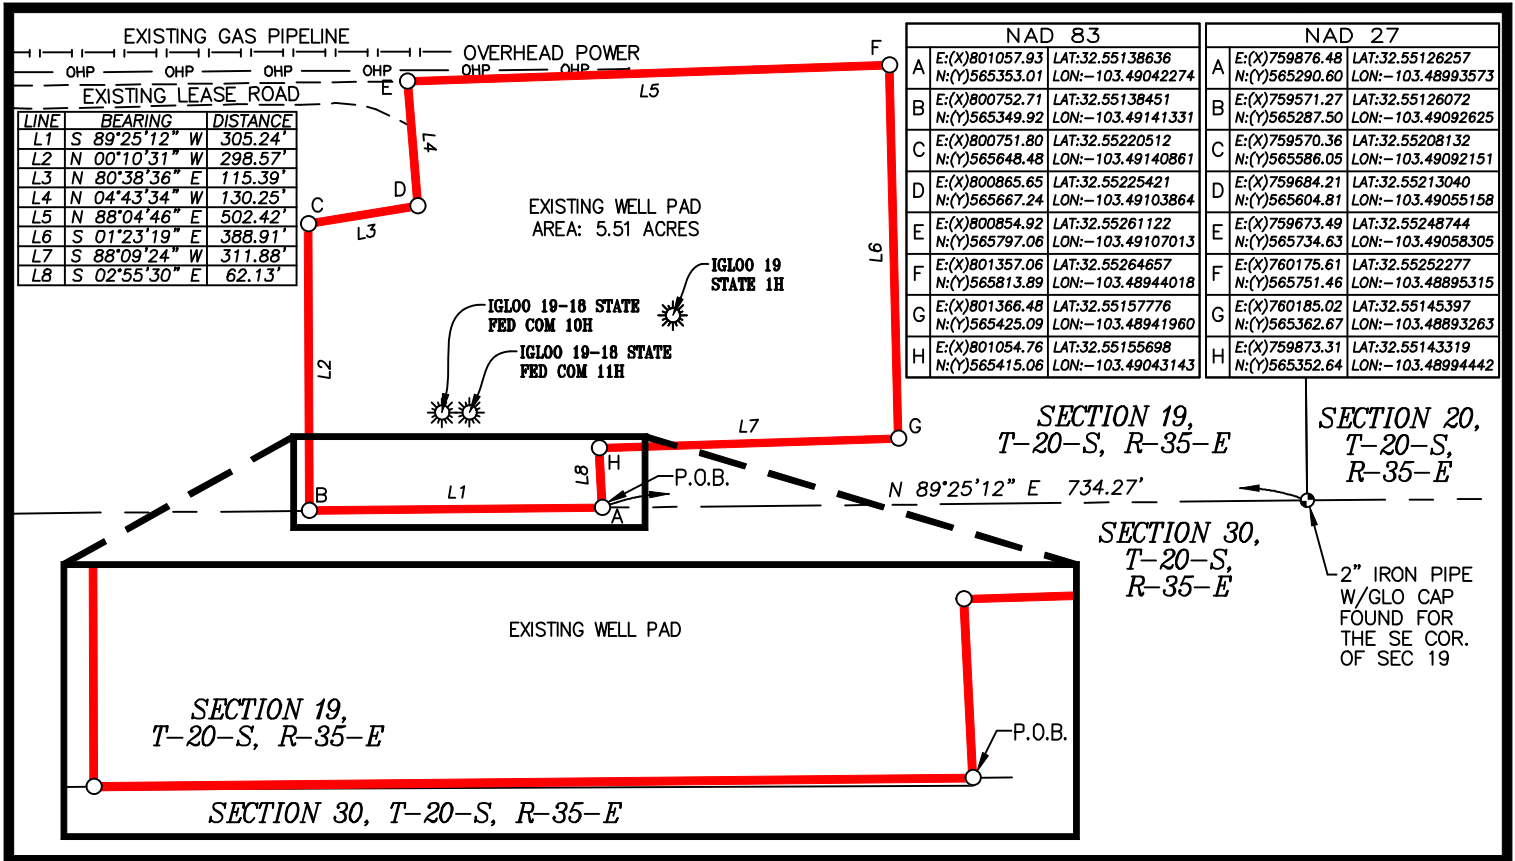 EXISTING GAS PIPELINE
OVERHEAD POWER
OHP OHP OHP OHP OHP OHP
EXISTING LEASE ROAD
LINE BEARING DISTANCE
L1 S 89°25'12" W 305.24'
L2 N 00°10'31" W 298.57'
L3 N 80°38'36" E 115.39'
L4 N 04°43'34" W 130.25'
L5 N 88°04'46" E 502.42'
L6 S 01°23'19" E 388.91'
L7 S 88°09'24" W 311.88'
L8 S 02°55'30" E 62.13'
E
L5
F
L4
D
C
L3
EXISTING WELL PAD
AREA: 5.51 ACRES
L6
IGLOO 19
STATE 1H
IGLOO 19-18 STATE
FED COM 10H
IGLOO 19-18 STATE
FED COM 11H
L2
L7
G
H
L8
P.O.B.
B
L1
A
NAD 83
A E:(X)801057.93 LAT:32.55138636
N:(Y)565353.01 LON:-103.49042274
B E:(X)800752.71 LAT:32.55138451
N:(Y)565349.92 LON:-103.49141331
C E:(X)800751.80 LAT:32.55220512
N:(Y)565648.48 LON:-103.49140861
D E:(X)800865.65 LAT:32.55225421
N:(Y)565667.24 LON:-103.49103864
E E:(X)800854.92 LAT:32.55261122
N:(Y)565797.06 LON:-103.49107013
F E:(X)801357.06 LAT:32.55264657
N:(Y)565813.89 LON:-103.48944018
G E:(X)801366.48 LAT:32.55157776
N:(Y)565425.09 LON:-103.48941960
H E:(X)801054.76 LAT:32.55155698
N:(Y)565415.06 LON:-103.49043143
NAD 27
A E:(X)759876.48 LAT:32.55126257
N:(Y)565290.60 LON:-103.48993573
B E:(X)759571.27 LAT:32.55126072
N:(Y)565287.50 LON:-103.49092625
C E:(X)759570.36 LAT:32.55208132
N:(Y)565586.05 LON:-103.49092151
D E:(X)759684.21 LAT:32.55213040
N:(Y)565604.81 LON:-103.49055158
E E:(X)759673.49 LAT:32.55248744
N:(Y)565734.63 LON:-103.49058305
F E:(X)760175.61 LAT:32.55252277
N:(Y)565751.46 LON:-103.48895315
G E:(X)760185.02 LAT:32.55145397
N:(Y)565362.67 LON:-103.48893263
H E:(X)759873.31 LAT:32.55143319
N:(Y)565352.64 LON:-103.48994442
SECTION 19,
T-20-S, R-35-E
SECTION 20,
T-20-S,
R-35-E
N 89°25'12" E 734.27'
SECTION 30,
T-20-S,
R-35-E
2" IRON PIPE
W/GLO CAP
FOUND FOR
THE SE COR.
OF SEC 19
EXISTING WELL PAD
SECTION 19,
T-20-S, R-35-E
P.O.B.
SECTION 30, T-20-S, R-35-E